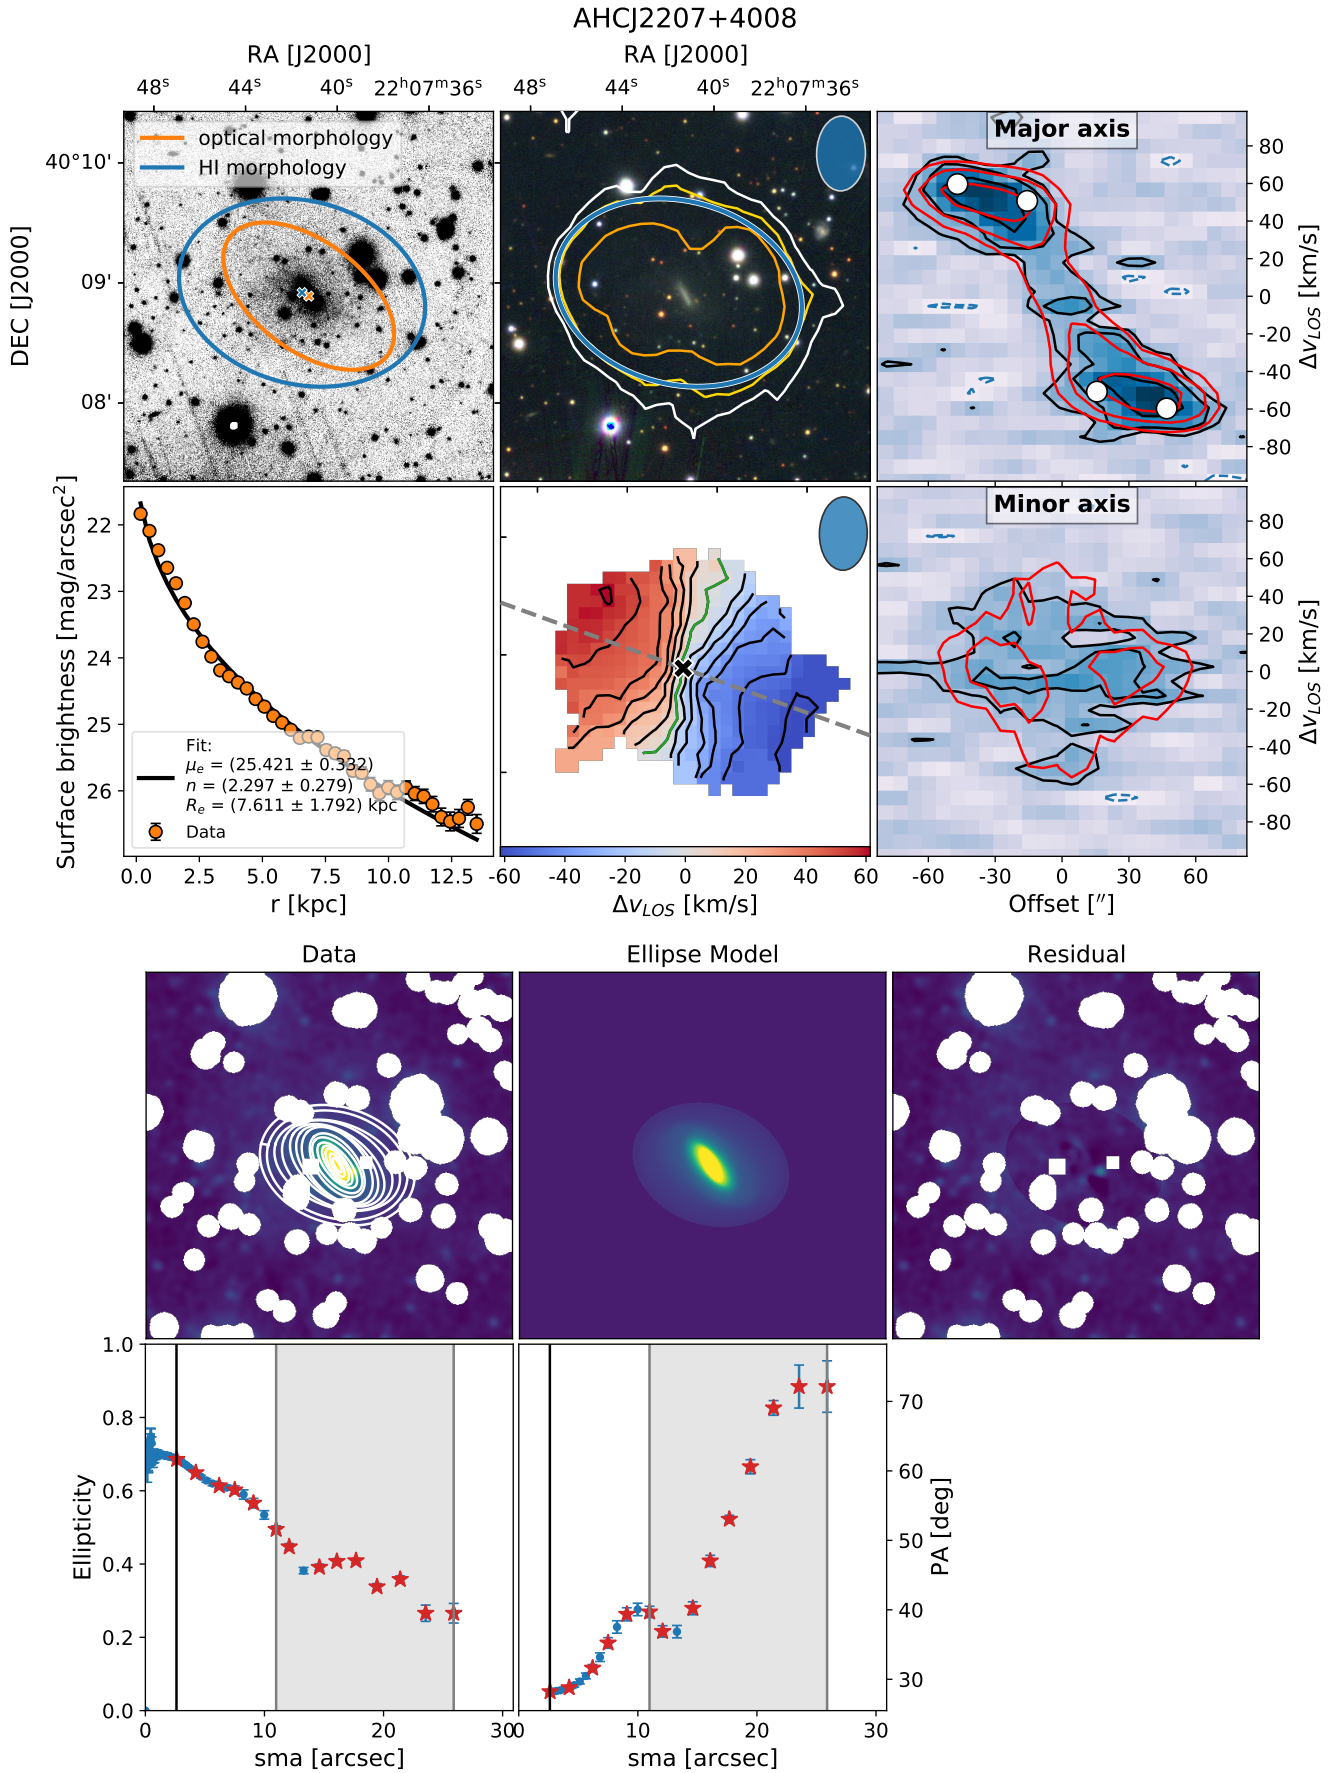 AHCJ2207+4008
RA [J2000]
RA [J2000]
48ˢ 44ˢ 40ˢ 22ʰ07ᵐ36ˢ
48ˢ 44ˢ 40ˢ 22ʰ07ᵐ36ˢ
optical morphology
HI morphology
40°10'
09'
08'
DEC [J2000]
Major axis
80
60
40
20
0
-20
-40
-60
-80
Δv_LOS [km/s]
Surface brightness [mag/arcsec²]
22
23
24
25
26
Fit:
μₑ = (25.421 ± 0.332)
n = (2.297 ± 0.279)
Rₑ = (7.611 ± 1.792) kpc
Data
0.0 2.5 5.0 7.5 10.0 12.5
r [kpc]
-60 -40 -20 0 20 40 60
Δv_LOS [km/s]
Minor axis
80
60
40
20
0
-20
-40
-60
-80
Δv_LOS [km/s]
-60 -30 0 30 60
Offset [″]
Data
Ellipse Model
Residual
Ellipticity
1.0
0.8
0.6
0.4
0.2
0.0
0 10 20 30
sma [arcsec]
0 10 20 30
sma [arcsec]
70
60
50
40
30
PA [deg]